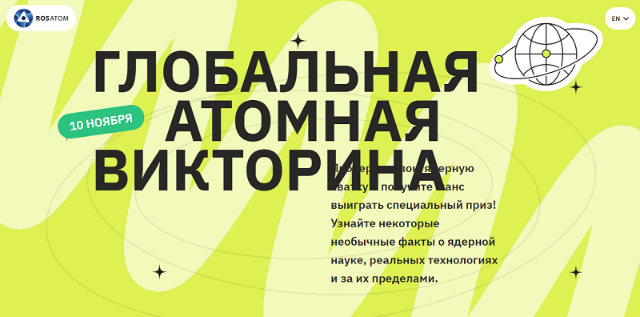 ROSATOM
EN
ГЛОБАЛЬНАЯ
10 НОЯБРЯ
АТОМНАЯ
ВИКТОРИНА
ядерную
и получите шанс
выиграть специальный приз!
Узнайте некоторые
необычные факты о ядерной
науке, реальных технологиях
и за их пределами.